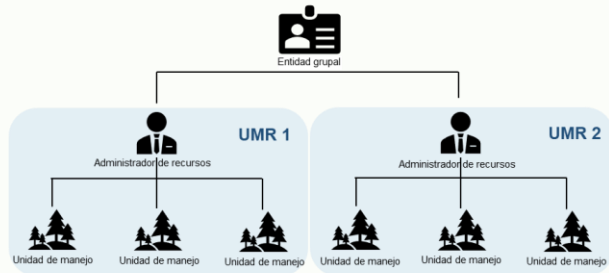 Entidad grupal
UMR 1
UMR 2
Administrador de recursos
Administrador de recursos
Unidad de manejo
Unidad de manejo
Unidad de manejo
Unidad de manejo
Unidad de manejo
Unidad de manejo